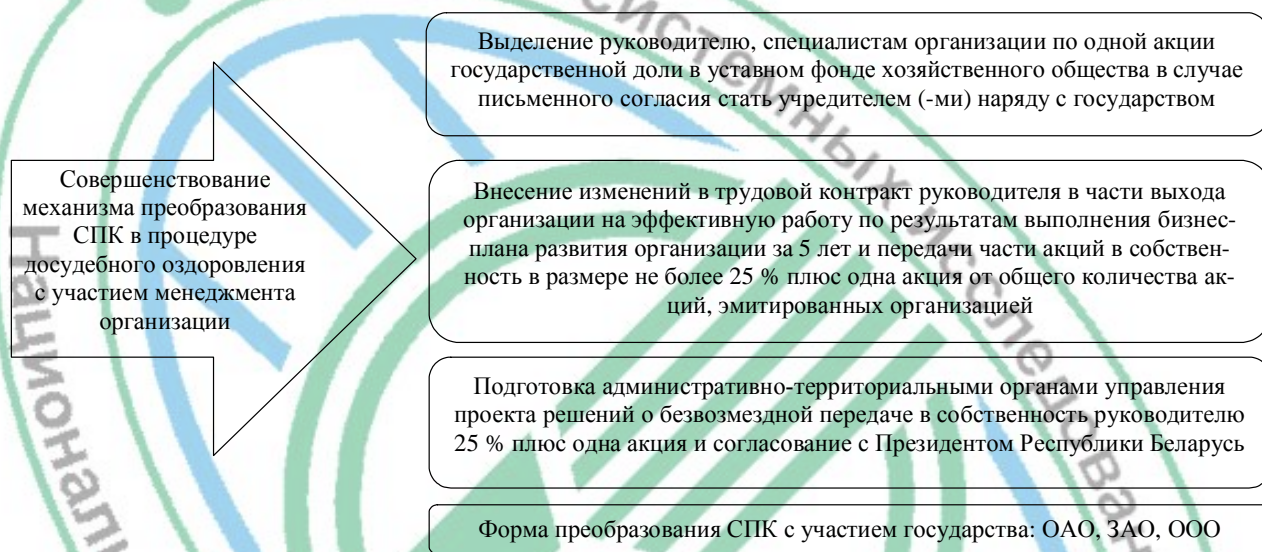 Совершенствование
механизма преобразования
СПК в процедуре
досудебного оздоровления
с участием менеджмента
организации
Выделение руководителю, специалистам организации по одной акции
государственной доли в уставном фонде хозяйственного общества в случае
письменного согласия стать учредителем (-ми) наряду с государством
Внесение изменений в трудовой контракт руководителя в части выхода
организации на эффективную работу по результатам выполнения бизнес-
плана развития организации за 5 лет и передачи части акций в собствен-
ность в размере не более 25 % плюс одна акция от общего количества ак-
ций, эмитированных организацией
Подготовка административно-территориальными органами управления
проекта решений о безвозмездной передаче в собственность руководителю
25 % плюс одна акция и согласование с Президентом Республики Беларусь
Форма преобразования СПК с участием государства: ОАО, ЗАО, ООО
системных исследован
Националь